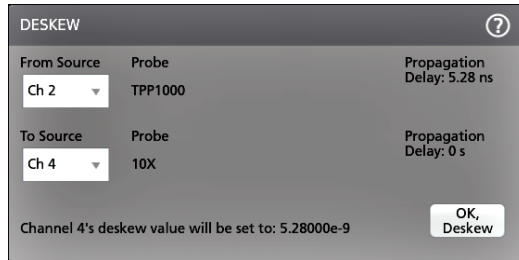 DESKEW
?
From Source Probe Propagation
Delay: 5.28 ns
Ch 2 TPP1000
To Source Probe Propagation
Delay: 0 s
Ch 4 10X
Channel 4's deskew value will be set to: 5.28000e-9
OK,
Deskew